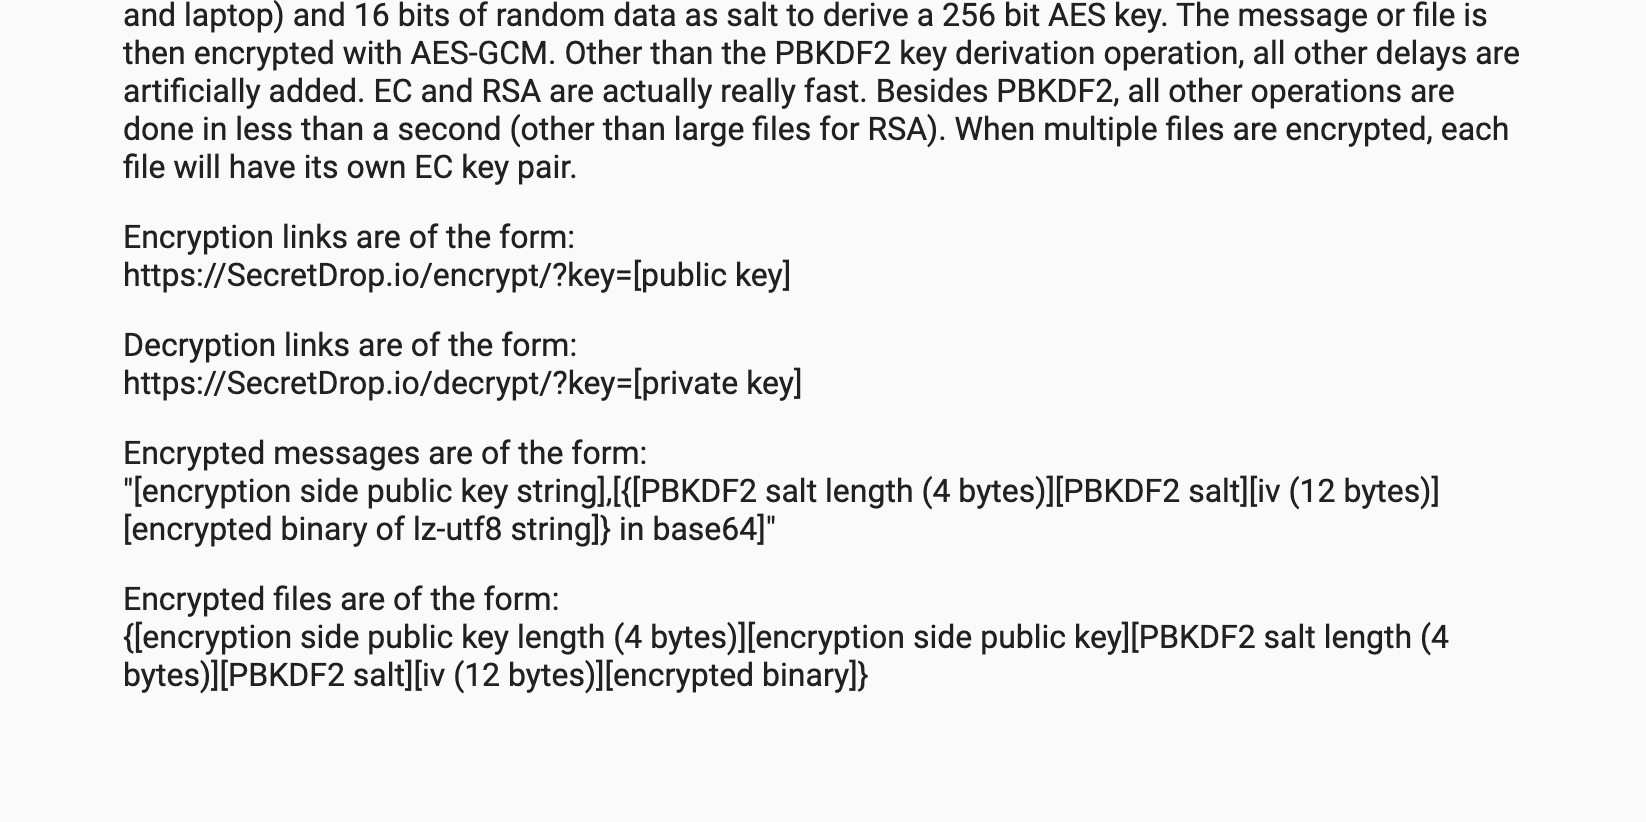 and laptop) and 16 bits of random data as salt to derive a 256 bit AES key. The message or file is
then encrypted with AES-GCM. Other than the PBKDF2 key derivation operation, all other delays are
artificially added. EC and RSA are actually really fast. Besides PBKDF2, all other operations are
done in less than a second (other than large files for RSA). When multiple files are encrypted, each
file will have its own EC key pair.
Encryption links are of the form:
https://SecretDrop.io/encrypt/?key=[public key]
Decryption links are of the form:
https://SecretDrop.io/decrypt/?key=[private key]
Encrypted messages are of the form:
"[encryption side public key string],[{[PBKDF2 salt length (4 bytes)][PBKDF2 salt][iv (12 bytes)]
[encrypted binary of lz-utf8 string]} in base64]"
Encrypted files are of the form:
{[encryption side public key length (4 bytes)][encryption side public key][PBKDF2 salt length (4
bytes)][PBKDF2 salt][iv (12 bytes)][encrypted binary]}